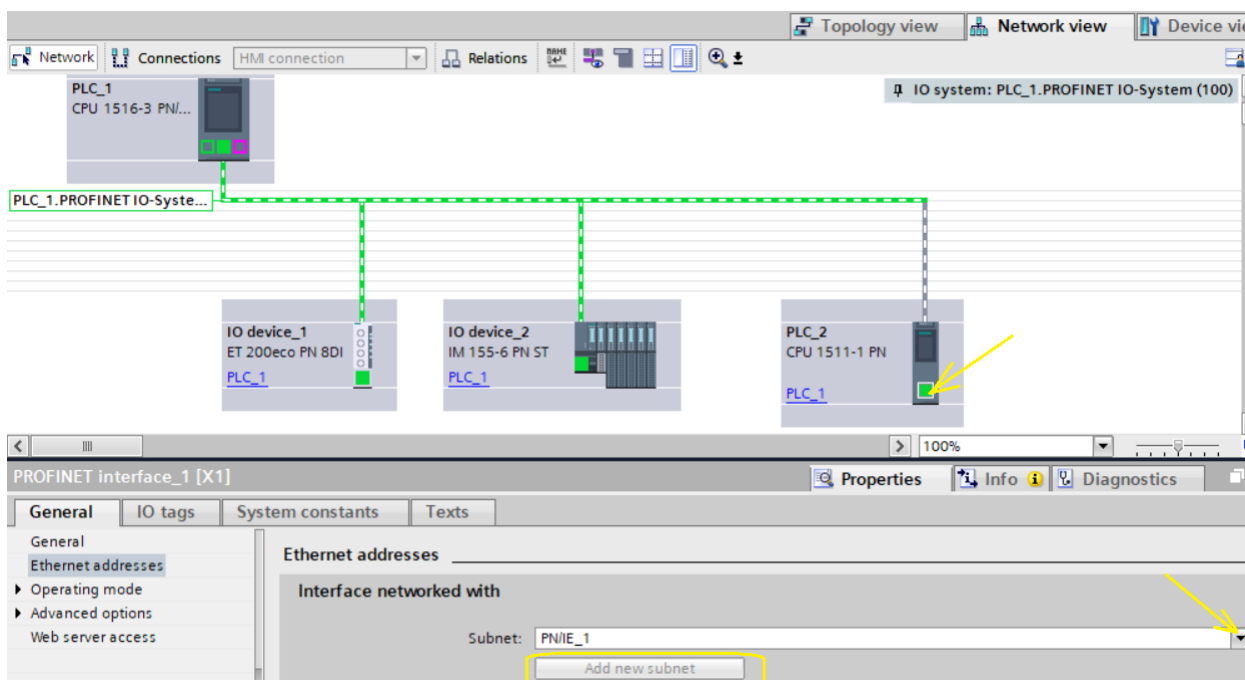 Topology view
Network view
Device vie
Network
Connections
HMI connection
Relations
PLC_1
CPU 1516-3 PN/...
IO system: PLC_1.PROFINET IO-System (100)
PLC_1.PROFINET IO-Syste...
IO device_1
ET 200eco PN 8DI
PLC_1
IO device_2
IM 155-6 PN ST
PLC_1
PLC_2
CPU 1511-1 PN
PLC_1
100%
PROFINET interface_1 [X1]
Properties
Info
Diagnostics
General
IO tags
System constants
Texts
General
Ethernet addresses
Operating mode
Advanced options
Web server access
Ethernet addresses
Interface networked with
Subnet: PN/IE_1
Add new subnet